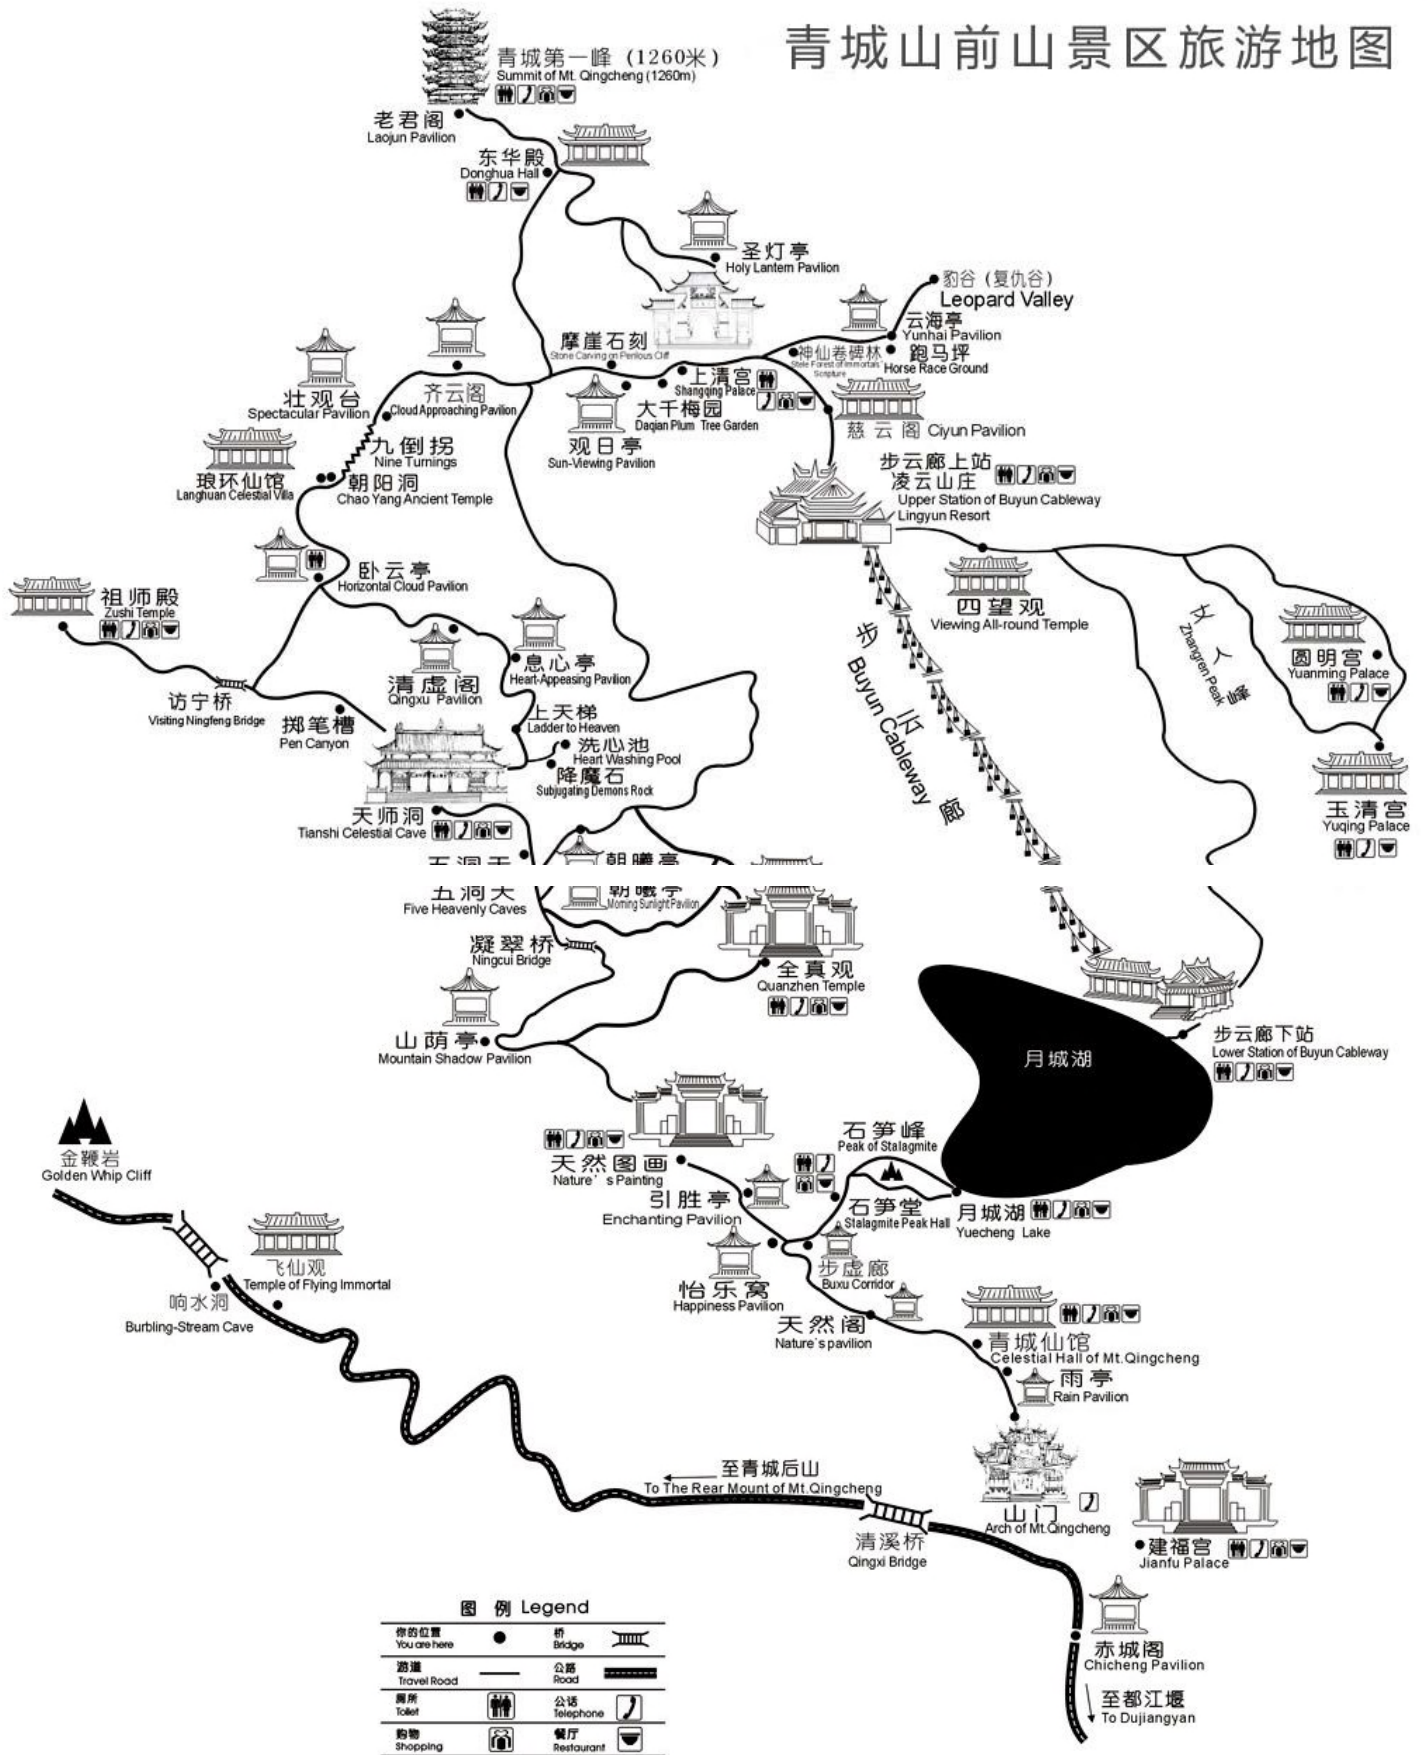 青城山前山景区旅游地图
青城第一峰（1260米）
Summit of Mt. Qingcheng (1260m)
老君阁
Laojun Pavilion
东华殿
Donghua Hall
圣灯亭
Holy Lantern Pavilion
豹谷（复仇谷）
Leopard Valley
云海亭
Yunhai Pavilion
神仙卷碑林
Stele Forest of Immortals'
Scripture
跑马坪
Horse Race Ground
摩崖石刻
Stone Carving on Perilous Cliff
上清宫
Shangqing Palace
大千梅园
Daqian Plum Tree Garden
观日亭
Sun-Viewing Pavilion
慈云阁 Ciyun Pavilion
齐云阁
Cloud Approaching Pavilion
壮观台
Spectacular Pavilion
九倒拐
Nine Turnings
琅环仙馆
Langhuan Celestial Villa
朝阳洞
Chao Yang Ancient Temple
步云廊上站
凌云山庄
Upper Station of Buyun Cableway
Lingyun Resort
卧云亭
Horizontal Cloud Pavilion
祖师殿
Zushi Temple
四望观
Viewing All-round Temple
女人峰
Zhangren Peak
圆明宫
Yuanming Palace
步云廊
Buyun Cableway
清虚阁
Qingxu Pavilion
息心亭
Heart-Appeasing Pavilion
访宁桥
Visiting Ningfeng Bridge
掷笔槽
Pen Canyon
上天梯
Ladder to Heaven
洗心池
Heart Washing Pool
降魔石
Subjugating Demons Rock
玉清宫
Yuqing Palace
天师洞
Tianshi Celestial Cave
五洞天
朝曦亭
五洞天
Five Heavenly Caves
朝曦亭
Morning Sunlight Pavilion
凝翠桥
Ningcui Bridge
全真观
Quanzhen Temple
山荫亭
Mountain Shadow Pavilion
月城湖
步云廊下站
Lower Station of Buyun Cableway
金鞭岩
Golden Whip Cliff
天然图画
Nature's Painting
石笋峰
Peak of Stalagmite
引胜亭
Enchanting Pavilion
石笋堂
Stalagmite Peak Hall
月城湖
Yuecheng Lake
飞仙观
Temple of Flying Immortal
响水洞
Burbling-Stream Cave
怡乐窝
Happiness Pavilion
步虚廊
Buxu Corridor
天然阁
Nature's pavilion
青城仙馆
Celestial Hall of Mt.Qingcheng
雨亭
Rain Pavilion
至青城后山
To The Rear Mount of Mt.Qingcheng
山门
Arch of Mt.Qingcheng
清溪桥
Qingxi Bridge
建福宫
Jianfu Palace
赤城阁
Chicheng Pavilion
至都江堰
To Dujiangyan
图 例 Legend
你的位置
You are here
桥
Bridge
游道
Travel Road
公路
Road
厕所
Toilet
公话
Telephone
购物
Shopping
餐厅
Restaurant